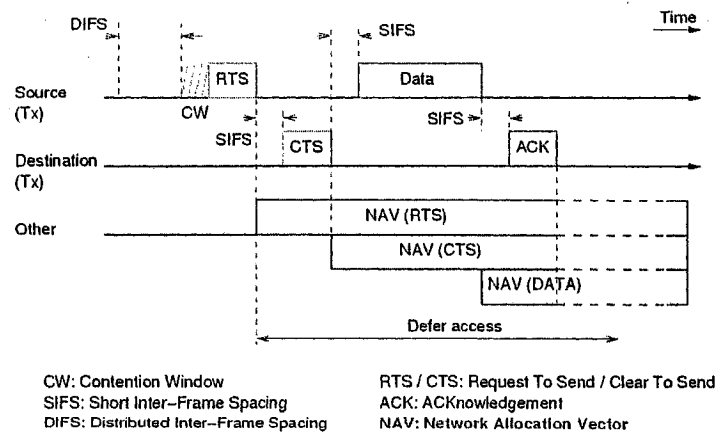 DIFS
SIFS
Time
RTS
Data
Source
(Tx)
CW
SIFS
SIFS
CTS
ACK
Destination
(Tx)
NAV (RTS)
Other
NAV (CTS)
NAV (DATA)
Defer access
CW: Contention Window
SIFS: Short Inter-Frame Spacing
DIFS: Distributed Inter-Frame Spacing
RTS / CTS: Request To Send / Clear To Send
ACK: ACKnowledgement
NAV: Network Allocation Vector